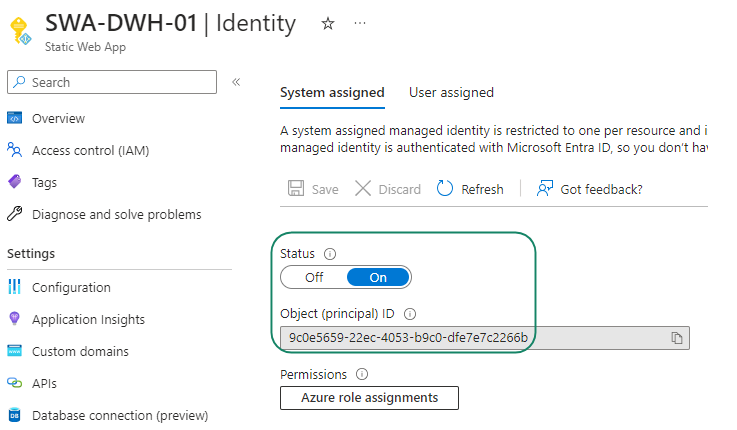 SWA-DWH-01 | Identity
Static Web App
Search
Overview
Access control (IAM)
Tags
Diagnose and solve problems
Settings
Configuration
Application Insights
Custom domains
APIs
Database connection (preview)
System assigned
User assigned
A system assigned managed identity is restricted to one per resource and i
managed identity is authenticated with Microsoft Entra ID, so you don't hav
Save
Discard
Refresh
Got feedback?
Status
Off
On
Object (principal) ID
9c0e5659-22ec-4053-b9c0-dfe7e7c2266b
Permissions
Azure role assignments